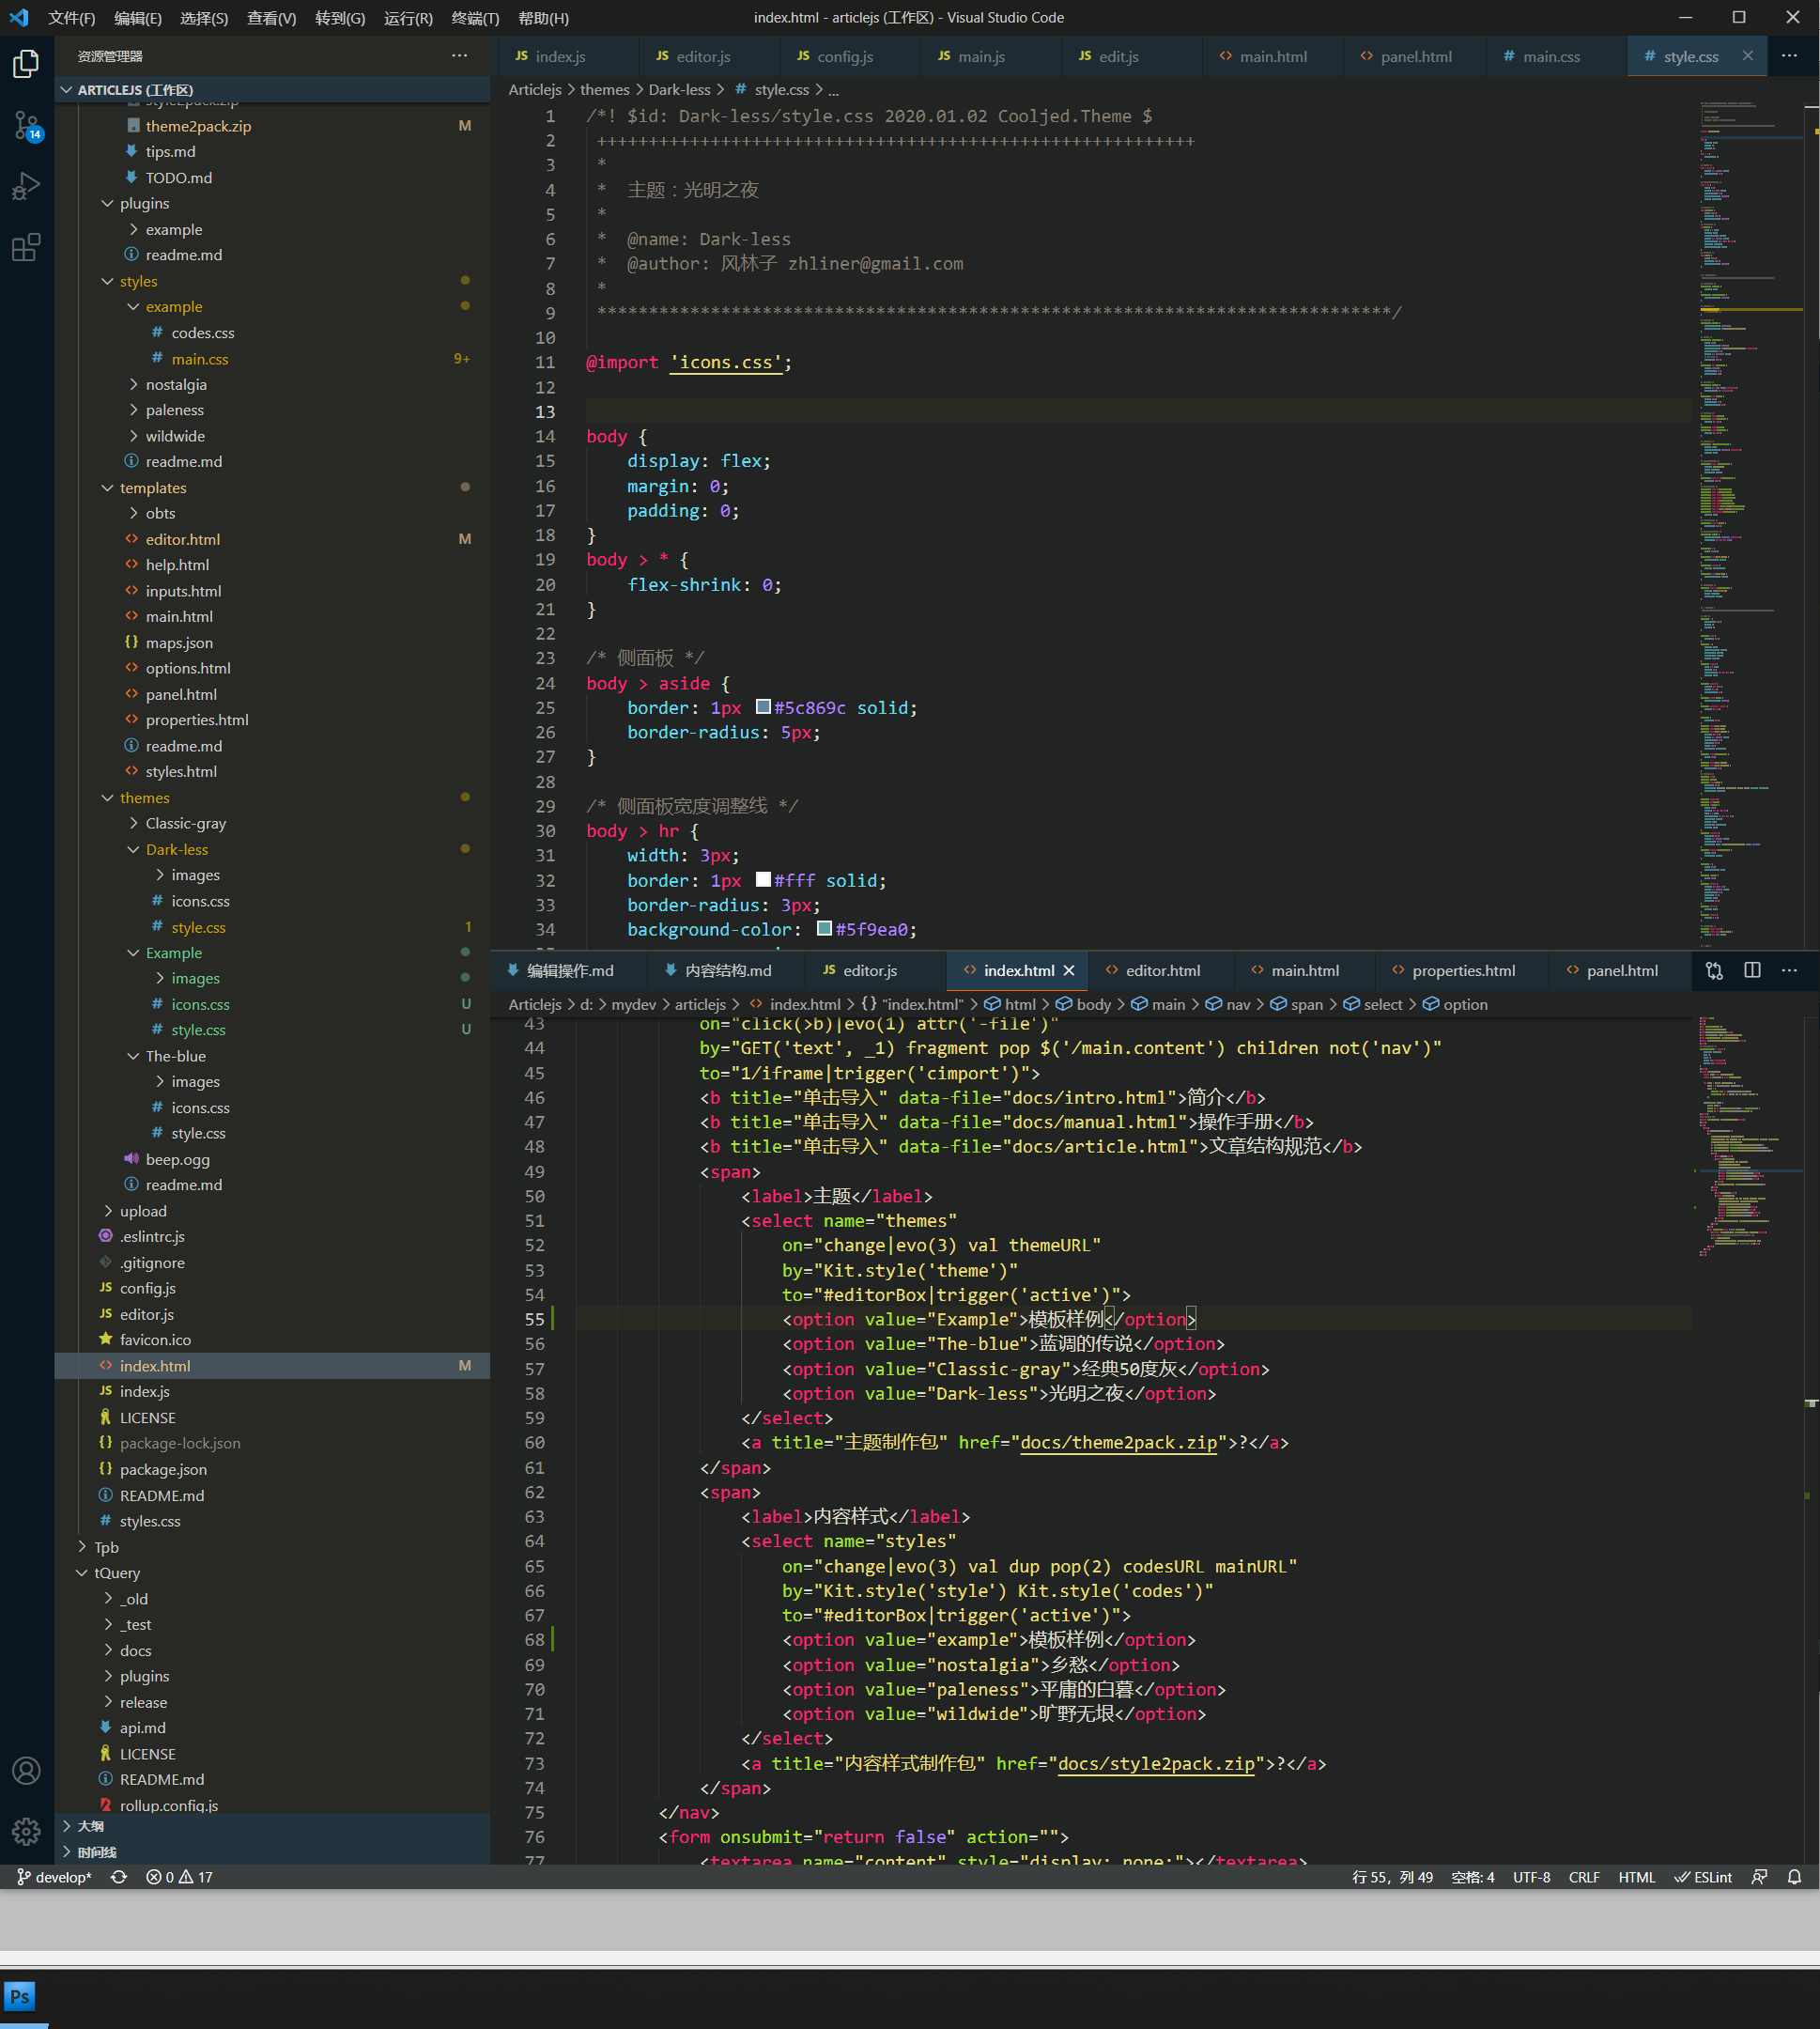 文件(F) 编辑(E) 选择(S) 查看(V) 转到(G) 运行(R) 终端(T) 帮助(H)
index.html - articlejs (工作区) - Visual Studio Code
资源管理器
ARTICLEJS (工作区)
14
style2pack.zip
theme2pack.zip M
tips.md
TODO.md
plugins
example
readme.md
styles
example
codes.css
main.css 9+
nostalgia
paleness
wildwide
readme.md
templates
obts
editor.html M
help.html
inputs.html
main.html
maps.json
options.html
panel.html
properties.html
readme.md
styles.html
themes
Classic-gray
Dark-less
images
icons.css
style.css 1
Example
images
icons.css U
style.css U
The-blue
images
icons.css
style.css
beep.ogg
readme.md
upload
.eslintrc.js
.gitignore
config.js
editor.js
favicon.ico
index.html M
index.js
LICENSE
package-lock.json
package.json
README.md
styles.css
Tpb
tQuery
_old
_test
docs
plugins
release
api.md
LICENSE
README.md
rollup.config.js
大纲
时间线
index.js editor.js config.js main.js edit.js main.html panel.html main.css style.css
Articlejs > themes > Dark-less > # style.css > ...
1 /*! $id: Dark-less/style.css 2020.01.02 Cooljed.Theme $
2 ++++++++++++++++++++++++++++++++++++++++++++++++++++++++++
3 *
4 * 主题：光明之夜
5 *
6 * @name: Dark-less
7 * @author: 风林子 zhliner@gmail.com
8 *
9 *****************************************************************************/
10
11 @import 'icons.css';
12
13
14 body {
15 display: flex;
16 margin: 0;
17 padding: 0;
18 }
19 body > * {
20 flex-shrink: 0;
21 }
22
23 /* 侧面板 */
24 body > aside {
25 border: 1px #5c869c solid;
26 border-radius: 5px;
27 }
28
29 /* 侧面板宽度调整线 */
30 body > hr {
31 width: 3px;
32 border: 1px #fff solid;
33 border-radius: 3px;
34 background-color: #5f9ea0;
编辑操作.md 内容结构.md editor.js index.html editor.html main.html properties.html panel.html
Articlejs > d: > mydev > articlejs > index.html > {} "index.html" > html > body > main > nav > span > select > option
43 on="click(>b)|evo(1) attr('-file')"
44 by="GET('text', _1) fragment pop $('/main.content') children not('nav')"
45 to="1/iframe|trigger('cimport')">
46 <b title="单击导入" data-file="docs/intro.html">简介</b>
47 <b title="单击导入" data-file="docs/manual.html">操作手册</b>
48 <b title="单击导入" data-file="docs/article.html">文章结构规范</b>
49 <span>
50 <label>主题</label>
51 <select name="themes"
52 on="change|evo(3) val themeURL"
53 by="Kit.style('theme')"
54 to="#editorBox|trigger('active')">
55 <option value="Example">模板样例</option>
56 <option value="The-blue">蓝调的传说</option>
57 <option value="Classic-gray">经典50度灰</option>
58 <option value="Dark-less">光明之夜</option>
59 </select>
60 <a title="主题制作包" href="docs/theme2pack.zip">?</a>
61 </span>
62 <span>
63 <label>内容样式</label>
64 <select name="styles"
65 on="change|evo(3) val dup pop(2) codesURL mainURL"
66 by="Kit.style('style') Kit.style('codes')"
67 to="#editorBox|trigger('active')">
68 <option value="example">模板样例</option>
69 <option value="nostalgia">乡愁</option>
70 <option value="paleness">平庸的白暮</option>
71 <option value="wildwide">旷野无垠</option>
72 </select>
73 <a title="内容样式制作包" href="docs/style2pack.zip">?</a>
74 </span>
75 </nav>
76 <form onsubmit="return false" action="">
77 <textarea name="content" style="display: none;"></textarea>
develop* 0 17 行 55，列 49 空格: 4 UTF-8 CRLF HTML ESLint
Ps